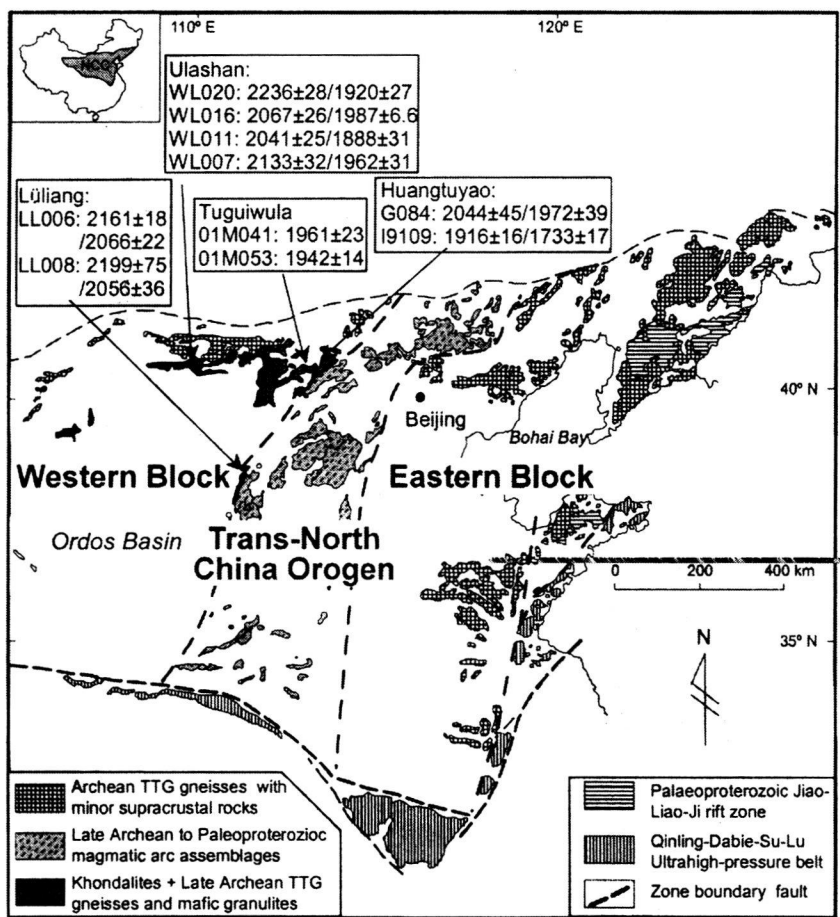 110° E
120° E
NCC
Ulashan:
WL020: 2236±28/1920±27
WL016: 2067±26/1987±6.6
WL011: 2041±25/1888±31
WL007: 2133±32/1962±31
Lüliang:
LL006: 2161±18
/2066±22
LL008: 2199±75
/2056±36
Tuguiwula
01M041: 1961±23
01M053: 1942±14
Huangtuyao:
G084: 2044±45/1972±39
I9109: 1916±16/1733±17
40° N
Beijing
Bohai Bay
Western Block
Eastern Block
Ordos Basin
Trans-North
China Orogen
0 200 400 km
35° N
N
Archean TTG gneisses with
minor supracrustal rocks
Late Archean to Paleoproterozioc
magmatic arc assemblages
Khondalites + Late Archean TTG
gneisses and mafic granulites
Palaeoproterozoic Jiao-
Liao-Ji rift zone
Qinling-Dabie-Su-Lu
Ultrahigh-pressure belt
Zone boundary fault